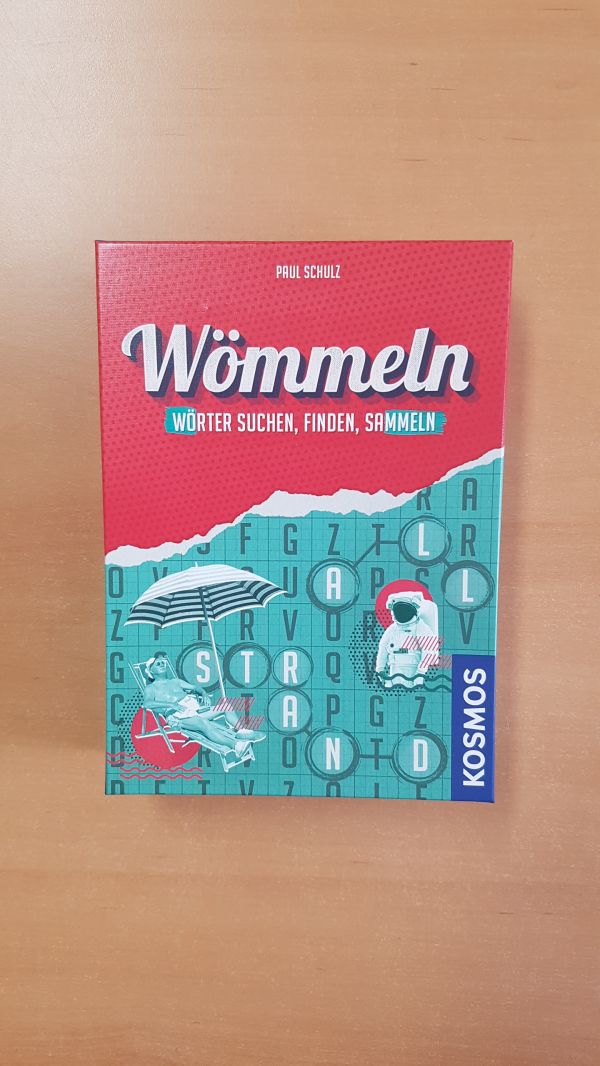 PAUL SCHULZ
Wömmeln
WÖRTER SUCHEN, FINDEN, SAMMELN
R A
J F G Z T L R
O Y U A P L
Z R V O R V
G S T R Q
C T A P G Z
O N T D
D E T V Z
KOSMOS